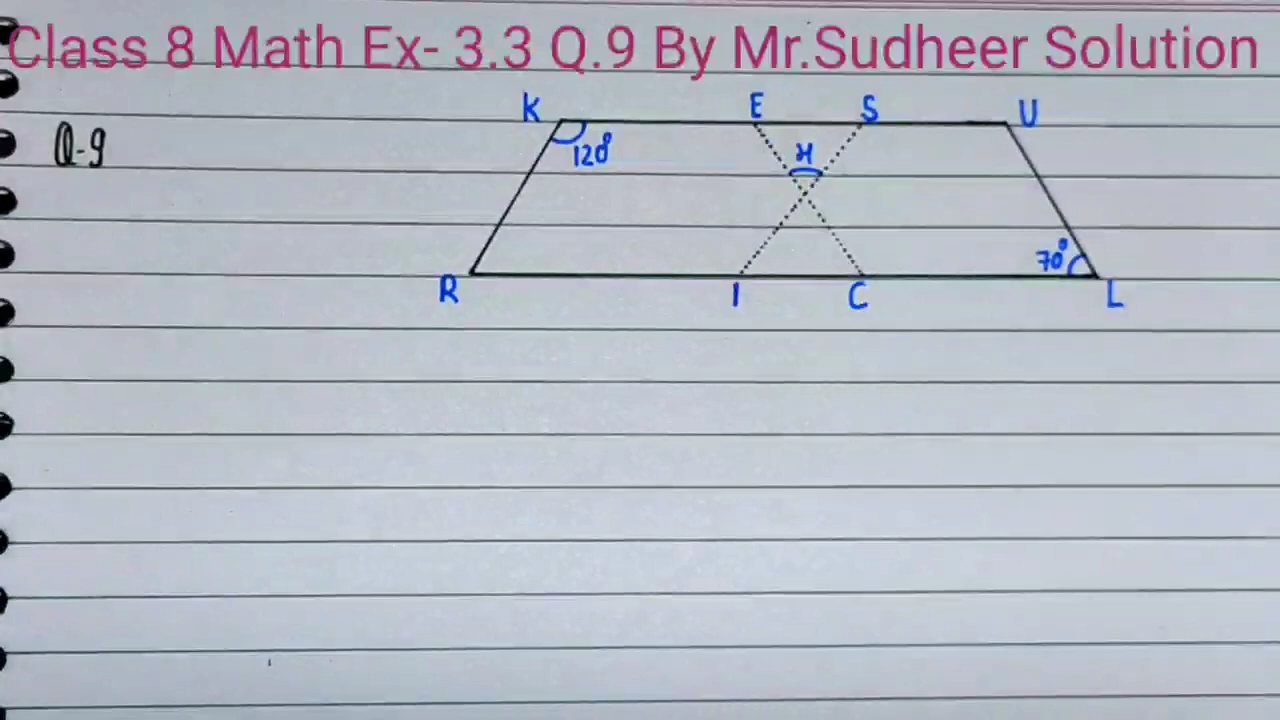 Class 8 Math Ex- 3.3 Q.9 By Mr.Sudheer Solution
K E S U
Q-9 120° x
70°
R I C L